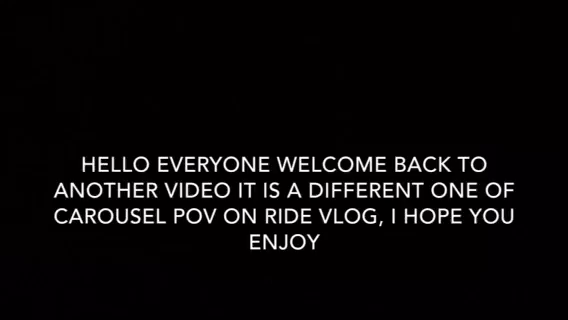 HELLO EVERYONE WELCOME BACK TO
ANOTHER VIDEO IT IS A DIFFERENT ONE OF
CAROUSEL POV ON RIDE VLOG, I HOPE YOU
ENJOY